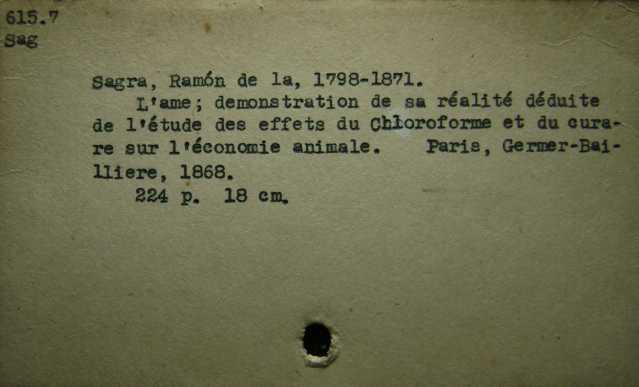 615.7
Sag
Sagra, Ramón de la, 1798-1871.
L'ame; demonstration de sa réalité déduite
de l'étude des effets du Chloroforme et du cura-
re sur l'économie animale. Paris, Germer-Bai-
lliere, 1868.
224 p. 18 cm.